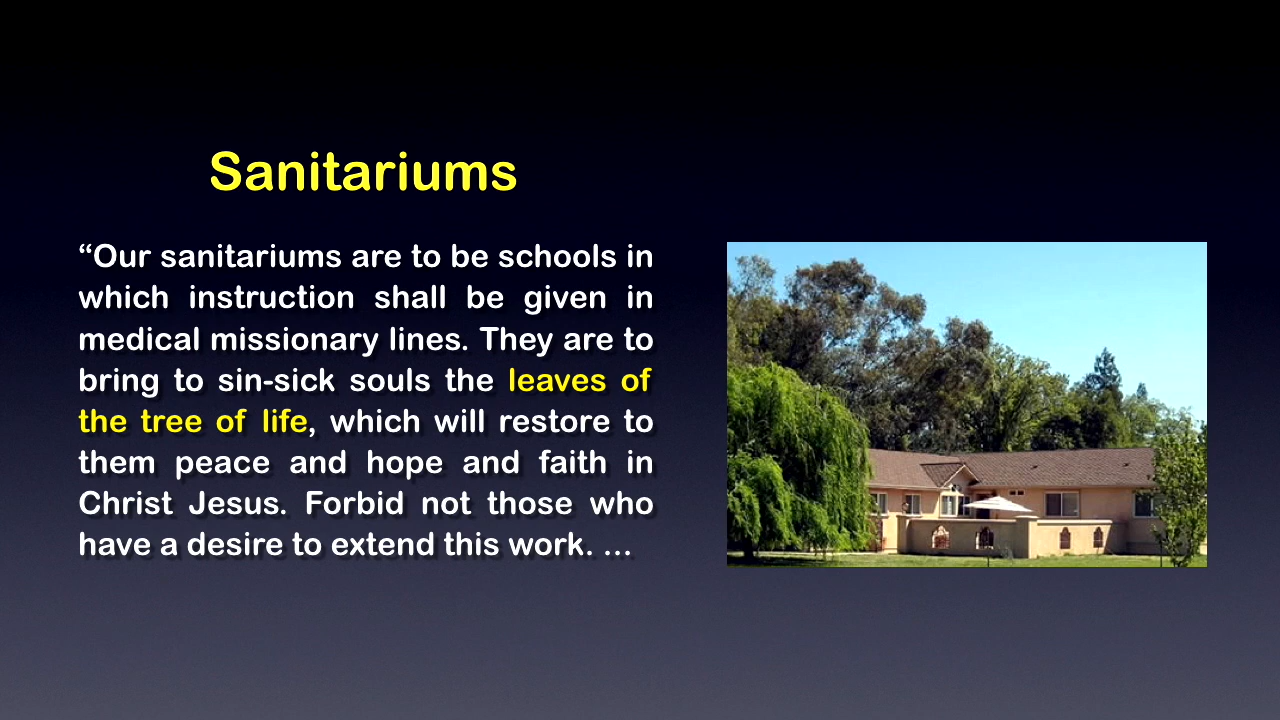 Sanitariums
“Our sanitariums are to be schools in
which instruction shall be given in
medical missionary lines. They are to
bring to sin-sick souls the leaves of
the tree of life, which will restore to
them peace and hope and faith in
Christ Jesus. Forbid not those who
have a desire to extend this work. ...